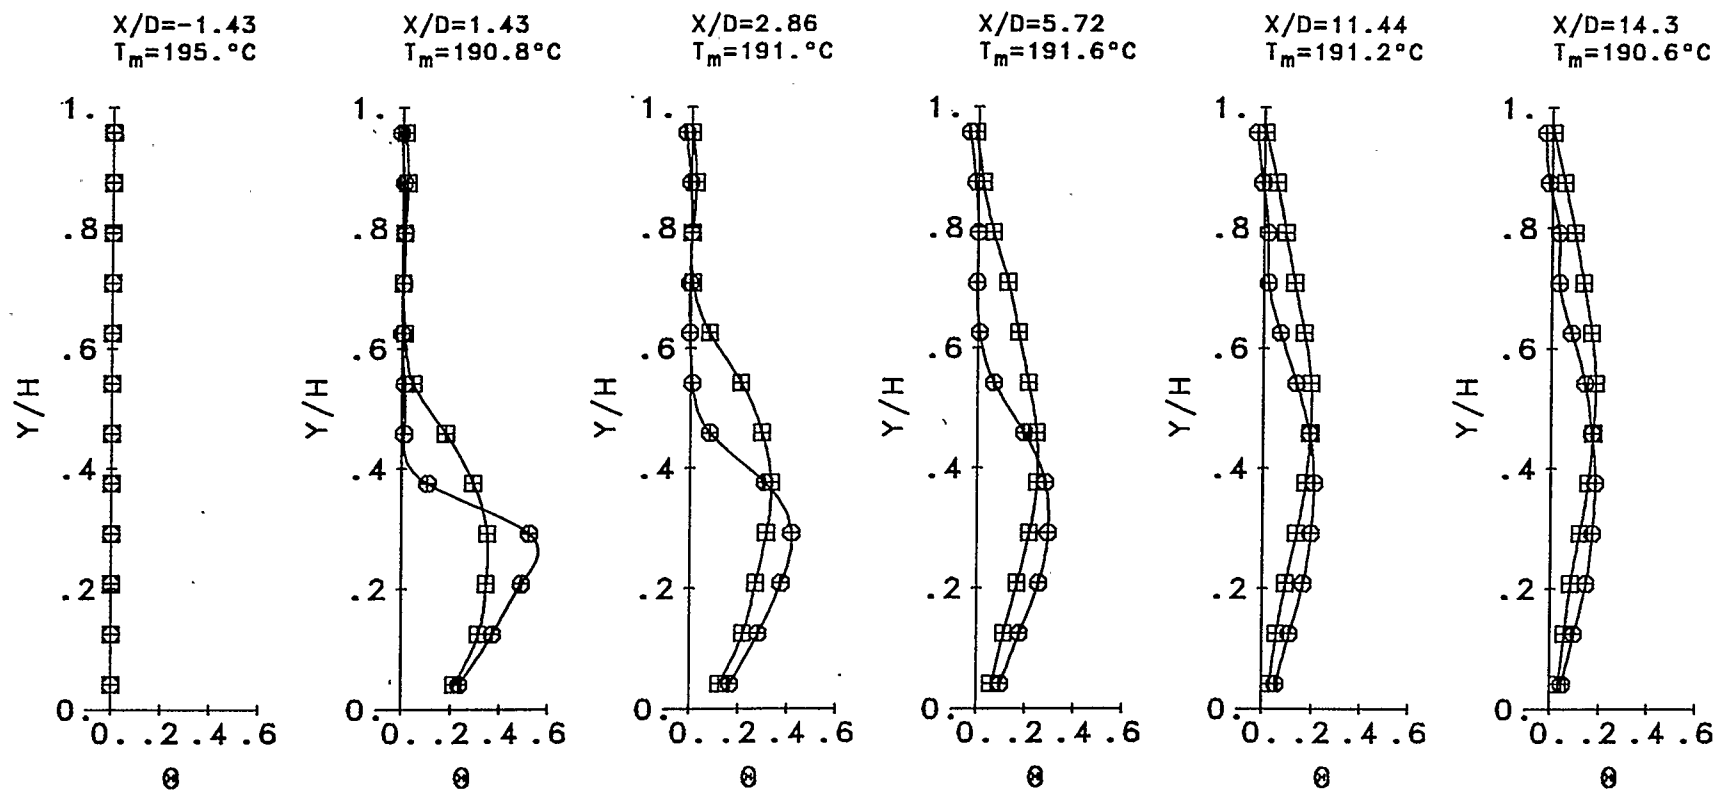 X/D=-1.43
Tm=195.°C
X/D=1.43
Tm=190.8°C
X/D=2.86
Tm=191.°C
X/D=5.72
Tm=191.6°C
X/D=11.44
Tm=191.2°C
X/D=14.3
Tm=190.6°C
1.
.8
.6
.4
.2
0.
Y/H
0. .2 .4 .6
Θ
1.
.8
.6
.4
.2
0.
Y/H
0. .2 .4 .6
Θ
1.
.8
.6
.4
.2
0.
Y/H
0. .2 .4 .6
Θ
1.
.8
.6
.4
.2
0.
Y/H
0. .2 .4 .6
Θ
1.
.8
.6
.4
.2
0.
Y/H
0. .2 .4 .6
Θ
1.
.8
.6
.4
.2
0.
Y/H
0. .2 .4 .6
Θ